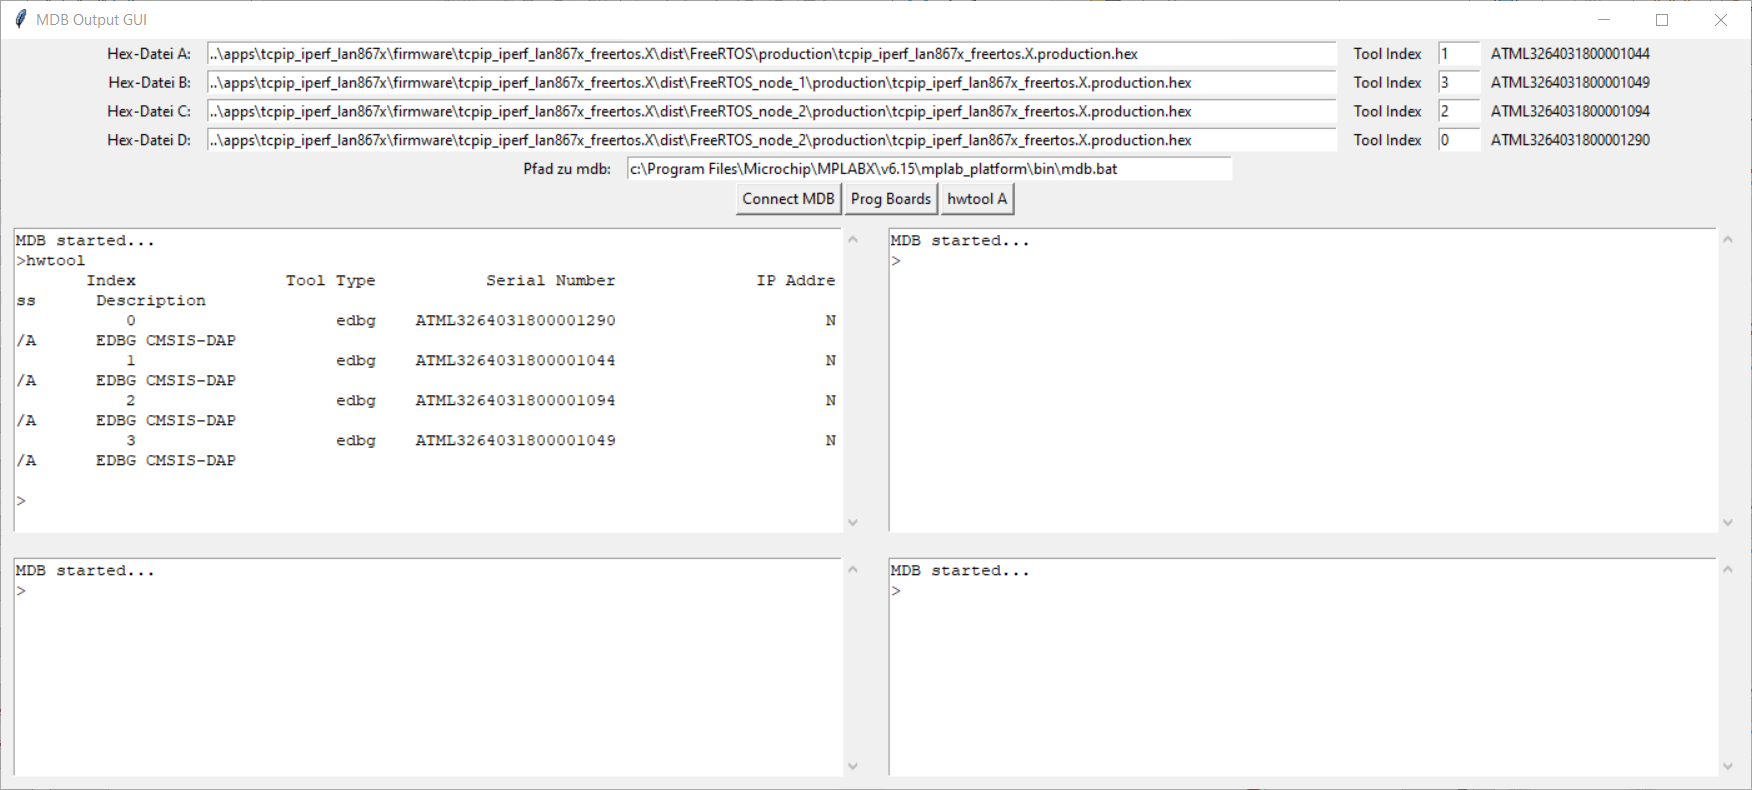 MDB Output GUI
Hex-Datei A: ..\apps\tcpip_iperf_lan867x\firmware\tcpip_iperf_lan867x_freertos.X\dist\FreeRTOS\production\tcpip_iperf_lan867x_freertos.X.production.hex Tool Index 1 ATML3264031800001044
Hex-Datei B: ..\apps\tcpip_iperf_lan867x\firmware\tcpip_iperf_lan867x_freertos.X\dist\FreeRTOS_node_1\production\tcpip_iperf_lan867x_freertos.X.production.hex Tool Index 3 ATML3264031800001049
Hex-Datei C: ..\apps\tcpip_iperf_lan867x\firmware\tcpip_iperf_lan867x_freertos.X\dist\FreeRTOS_node_2\production\tcpip_iperf_lan867x_freertos.X.production.hex Tool Index 2 ATML3264031800001094
Hex-Datei D: ..\apps\tcpip_iperf_lan867x\firmware\tcpip_iperf_lan867x_freertos.X\dist\FreeRTOS_node_2\production\tcpip_iperf_lan867x_freertos.X.production.hex Tool Index 0 ATML3264031800001290
Pfad zu mdb: c:\Program Files\Microchip\MPLABX\v6.15\mplab_platform\bin\mdb.bat
Connect MDB Prog Boards hwtool A
MDB started...
>hwtool
Index Tool Type Serial Number IP Addre
ss Description
0 edbg ATML3264031800001290 N
/A EDBG CMSIS-DAP
1 edbg ATML3264031800001044 N
/A EDBG CMSIS-DAP
2 edbg ATML3264031800001094 N
/A EDBG CMSIS-DAP
3 edbg ATML3264031800001049 N
/A EDBG CMSIS-DAP
>
MDB started...
>
MDB started...
>
MDB started...
>